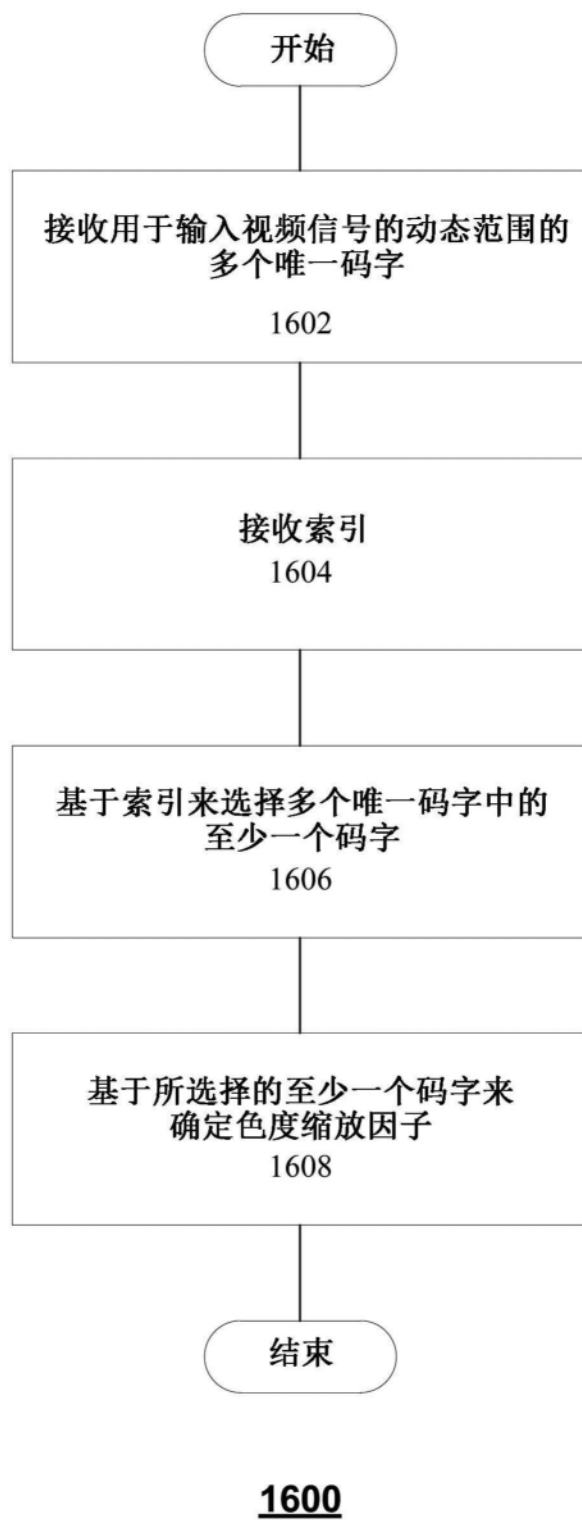 开始
接收用于输入视频信号的动态范围的
多个唯一码字
1602
接收索引
1604
基于索引来选择多个唯一码字中的
至少一个码字
1606
基于所选择的至少一个码字来
确定色度缩放因子
1608
结束
1600